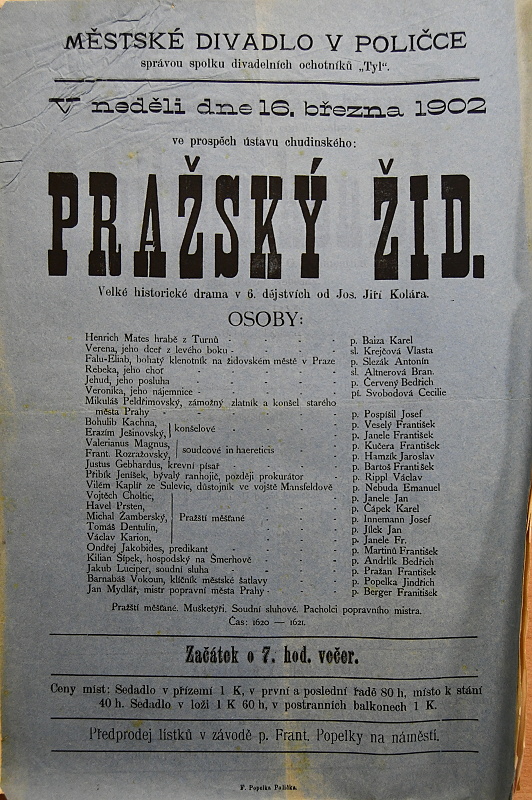 MĚSTSKÉ DIVADLO V POLIČCE
správou spolku divadelních ochotníků „Tyl“.
V neděli dne 16. března 1902
ve prospěch ústavu chudinského:
PRAŽSKÝ ŽID.
Velké historické drama v 6. dějstvích od Jos. Jiří Kolára.
OSOBY:
Henrich Mates hrabě z Turnů - - - - p. Baiza Karel
Verena, jeho dceř z levého boku - - - - sl. Krejčová Vlasta
Falu-Eliab, bohatý klenotník na židovském městě v Praze p. Slezák Antonín
Rebeka, jeho choť - - - - sl. Altnerová Bran.
Jehud, jeho posluha - - - - p. Červený Bedřich
Veronika, jeho nájemnice - - - - pí. Svobodová Cecilie
Mikuláš Peldřimovský, zámožný zlatník a konšel starého
města Prahy - - - - p. Pospíšil Josef
Bohulib Kachna, p. Veselý František
Erazim Ješinovský, konšelové - - - - p. Janele František
Valerianus Magnus, p. Kučera František
Frant. Rozražovský, soudcové in haereticis - - - p. Hamzík Jaroslav
Justus Gebhardus, krevní písař - - - - p. Bartoš František
Přibík Jeníšek, bývalý ranhojič, později prokurátor - p. Rippl Václav
Vilém Kaplíř ze Sulevic, důstojník ve vojště Mansfeldově p. Nebuda Emanuel
Vojtěch Choltic, p. Janele Jan
Havel Prsten, p. Čápek Karel
Michal Žamberský, Pražští měšťané - - - - p. Innemann Josef
Tomáš Dentulin, p. Jílek Jan
Václav Karion, p. Janele Fr.
Ondřej Jakobides, predikant - - - - p. Martinů František
Kilian Šípek, hospodský na Šmerhově - - - p. Andrlík Bedřich
Jakub Luciper, soudní sluha - - - - p. Pražan František
Barnabáš Vokoun, klíčník městské šatlavy - - - p. Popelka Jindřich
Jan Mydlář, mistr popravní města Prahy - - - p. Berger František
Pražští měšťané. Mušketýři. Soudní sluhové. Pacholci popravního mistra.
Čas: 1620 — 1621.
Začátek o 7. hod. večer.
Ceny míst: Sedadlo v přízemí 1 K, v první a poslední řadě 80 h, místo k stání
40 h. Sedadlo v loži 1 K 60 h, v postranních balkonech 1 K.
Předprodej lístků v závodě p. Frant. Popelky na náměstí.
F. Popelka Polička.